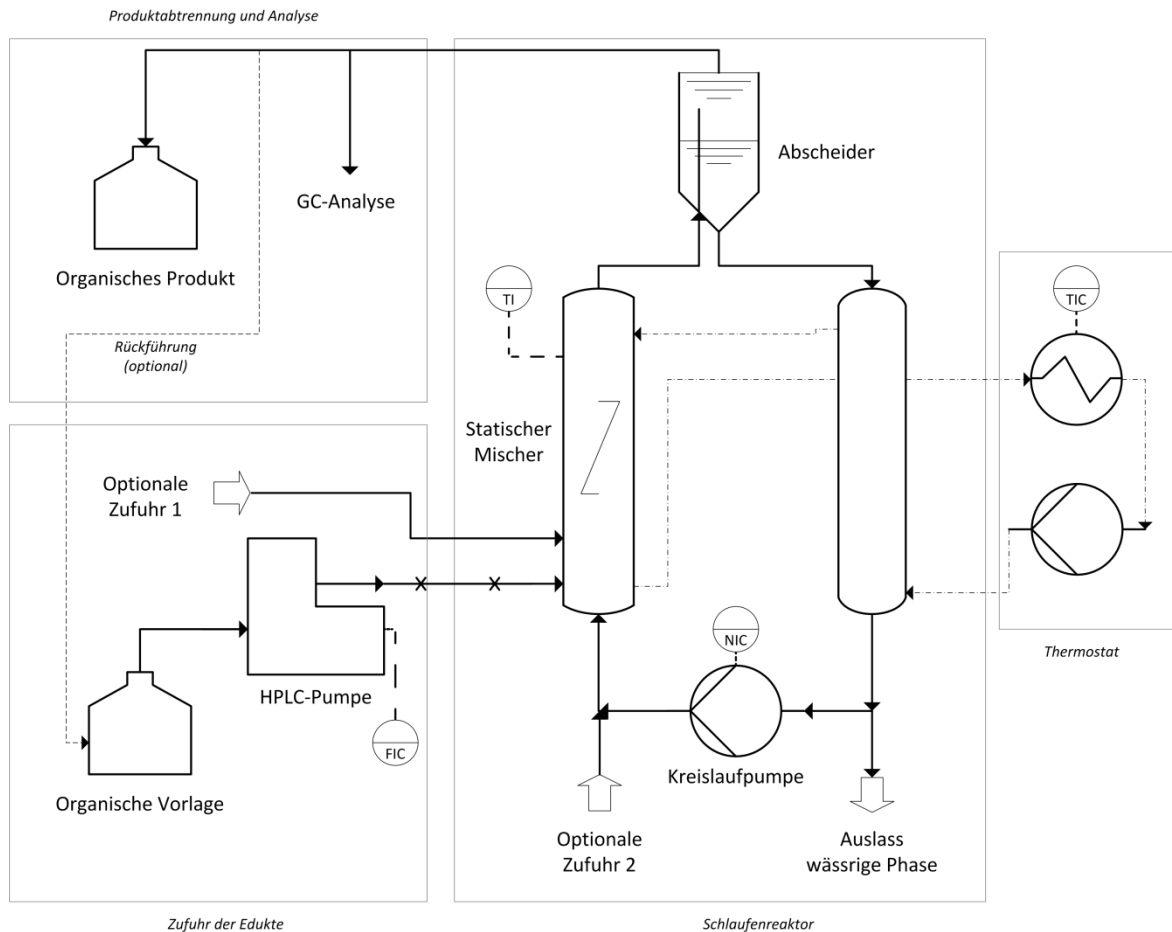 Produktabtrennung und Analyse
Abscheider
GC-Analyse
Organisches Produkt
TI
TIC
Rückführung
(optional)
Statischer
Mischer
Optionale
Zufuhr 1
NIC
Thermostat
HPLC-Pumpe
FIC
Kreislaufpumpe
Organische Vorlage
Optionale
Zufuhr 2
Auslass
wässrige Phase
Zufuhr der Edukte
Schlaufenreaktor